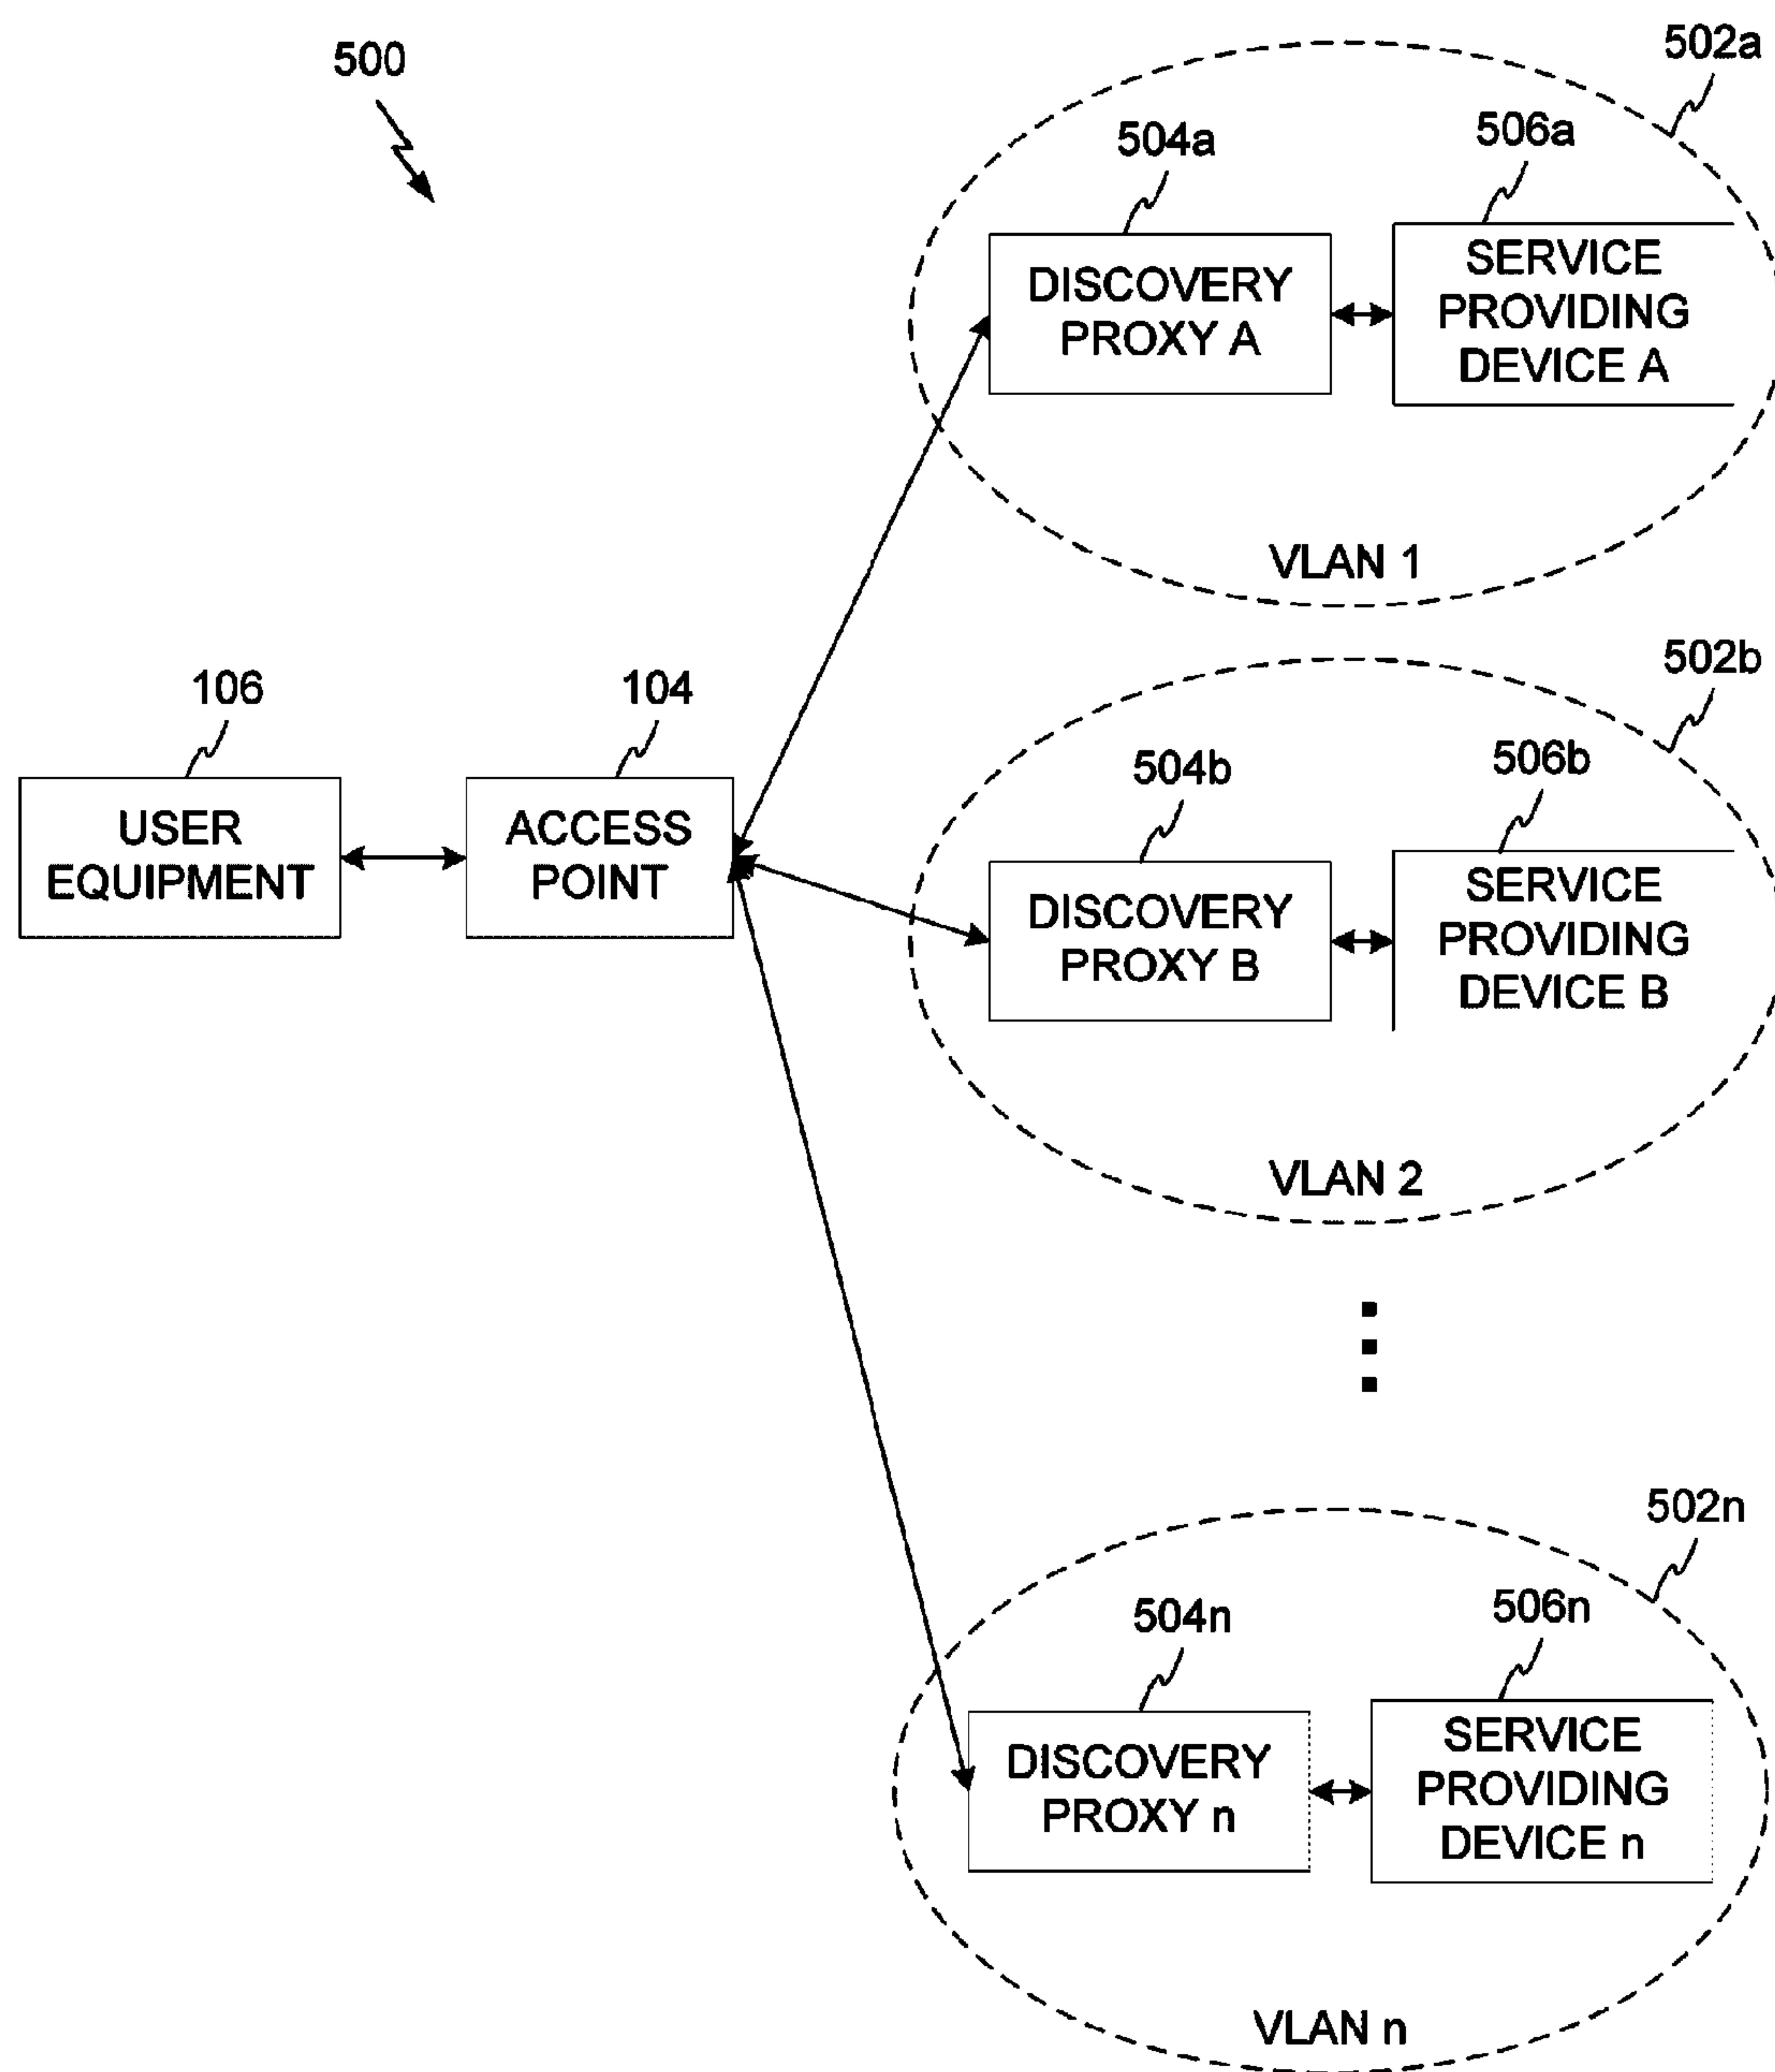 500
502a
504a
506a
DISCOVERY
PROXY A
SERVICE
PROVIDING
DEVICE A
VLAN 1
106
104
USER
EQUIPMENT
ACCESS
POINT
502b
504b
506b
DISCOVERY
PROXY B
SERVICE
PROVIDING
DEVICE B
VLAN 2
502n
504n
506n
DISCOVERY
PROXY n
SERVICE
PROVIDING
DEVICE n
VLAN n